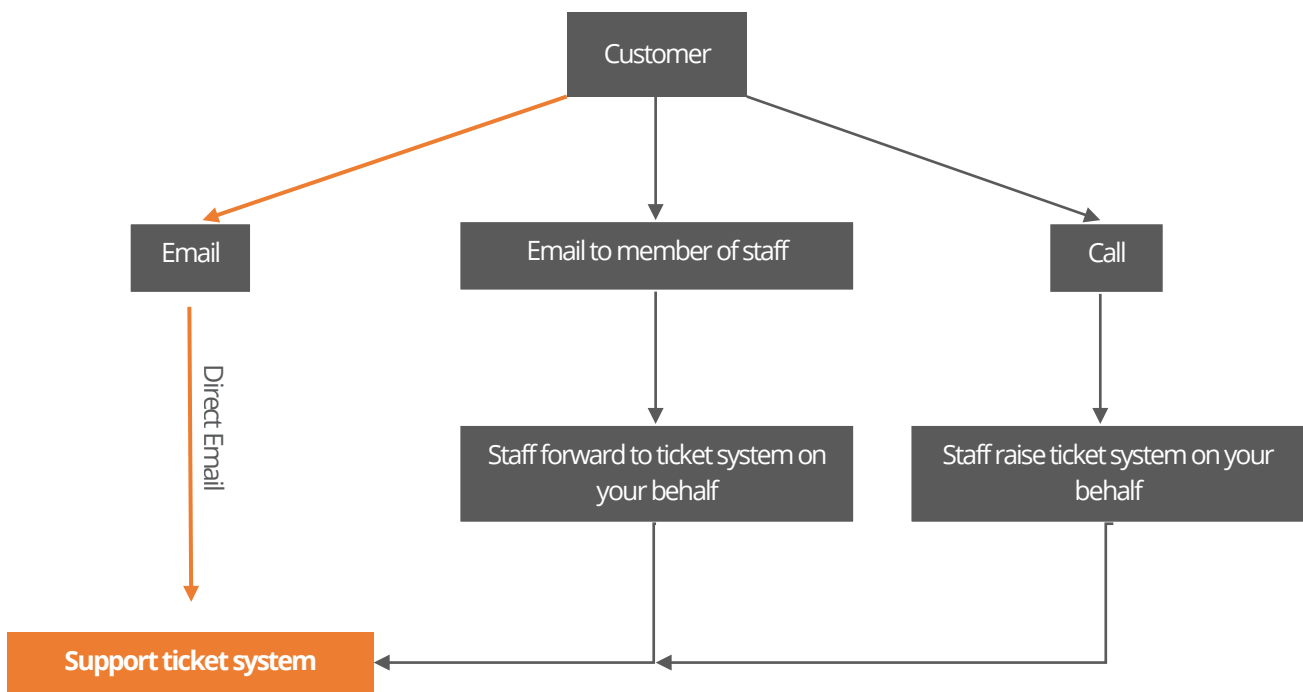 Customer
Email
Email to member of staff
Call
Direct Email
Staff forward to ticket system on
your behalf
Staff raise ticket system on your
behalf
Support ticket system